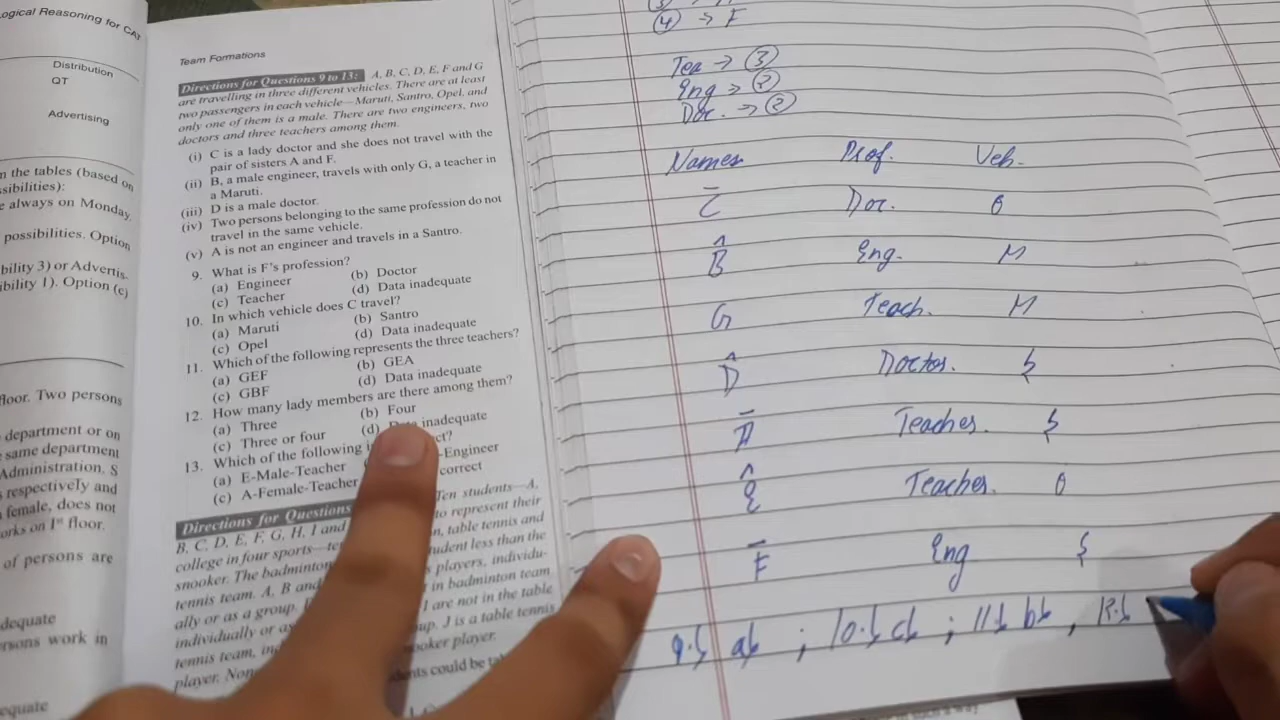 Logical Reasoning for CAT
Distribution
QT
Advertising
n the tables (based on
ssibilities):
e always on Monday,
possibilities. Option
bility 3) or Advertis.
ibility 1). Option (c)
floor. Two persons
department or on
same department
Administration. S
respectively and
female, does not
orks on 1st floor.
of persons are
dequate
ersons work in
equate
Team Formations
Directions for Questions 9 to 13: A, B, C, D, E, F and G
are travelling in three different vehicles. There are at least
two passengers in each vehicle—Maruti, Santro, Opel, and
only one of them is a male. There are two engineers, two
doctors and three teachers among them.
(i) C is a lady doctor and she does not travel with the
pair of sisters A and F.
(ii) B, a male engineer, travels with only G, a teacher in
a Maruti.
(iii) D is a male doctor.
(iv) Two persons belonging to the same profession do not
travel in the same vehicle.
(v) A is not an engineer and travels in a Santro.
9. What is F's profession?
(a) Engineer (b) Doctor
(c) Teacher (d) Data inadequate
10. In which vehicle does C travel?
(a) Maruti (b) Santro
(c) Opel (d) Data inadequate
11. Which of the following represents the three teachers?
(a) GEF (b) GEA
(c) GBF (d) Data inadequate
12. How many lady members are there among them?
(a) Three (b) Four
(c) Three or four (d) Data inadequate
13. Which of the following i ect?
(a) E-Male-Teacher -Engineer
(c) A-Female-Teacher correct
Directions for Question Ten students—A,
B, C, D, E, F, G, H, I and to represent their
college in four sports—te n, table tennis and
snooker. The badminton udent less than the
tennis team. A, B and s players, individu-
ally or as a group. in badminton team
individually or as I are not in the table
tennis team, in up. J is a table tennis
player. Non nooker player.
dents could be
(4) → F
Tea → (3)
Eng → (2)
Doc. → (2)
Names Prof. Veh.
C Doc. O
B Eng. M
G Teach. M
D Doctor. S
A Teacher. S
E Teacher. O
F Eng S